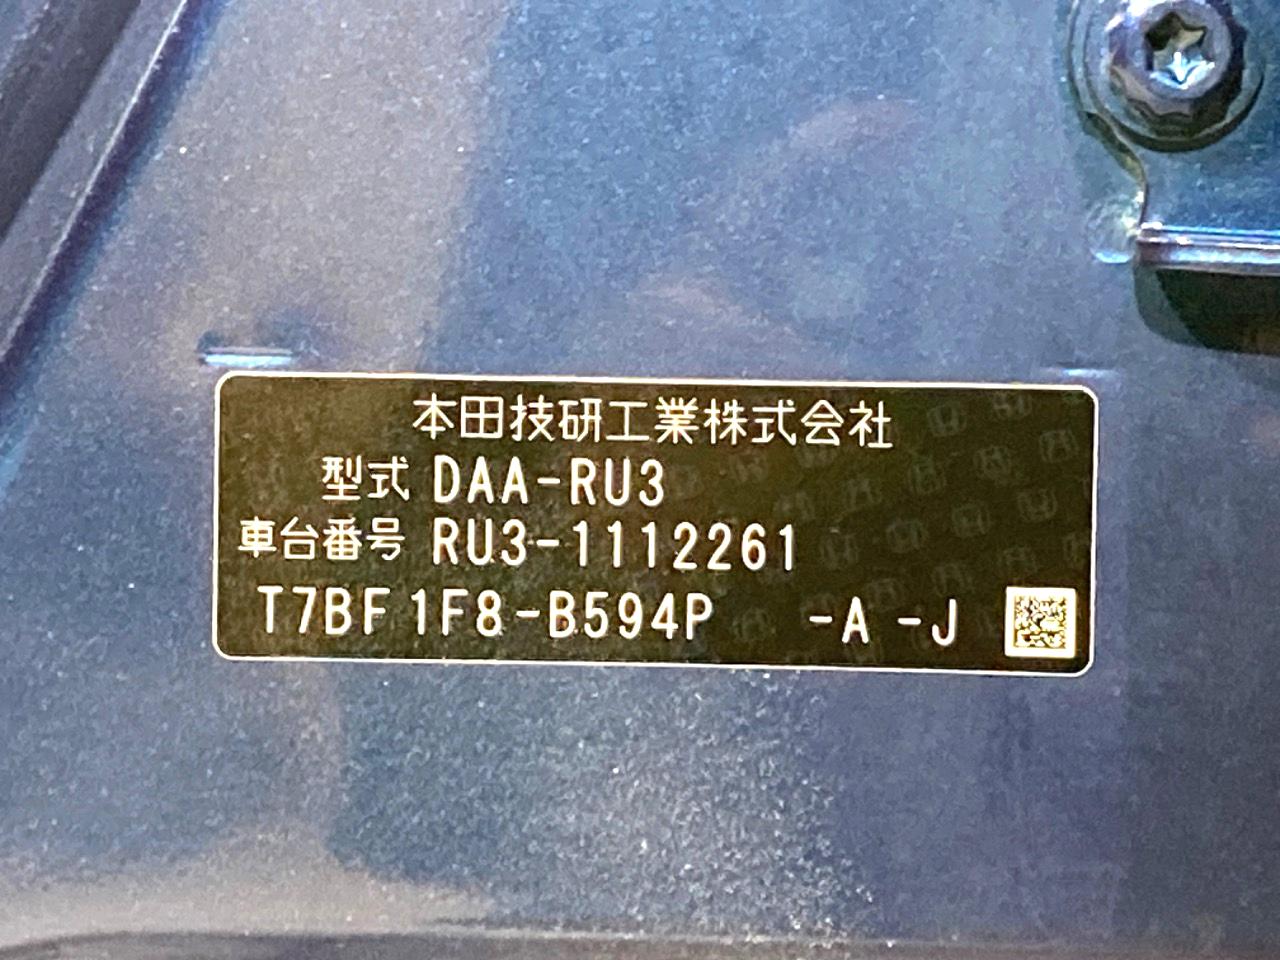 本田技研工業株式会社
型式 DAA-RU3
車台番号 RU3-1112261
T7BF1F8-B594P -A -J